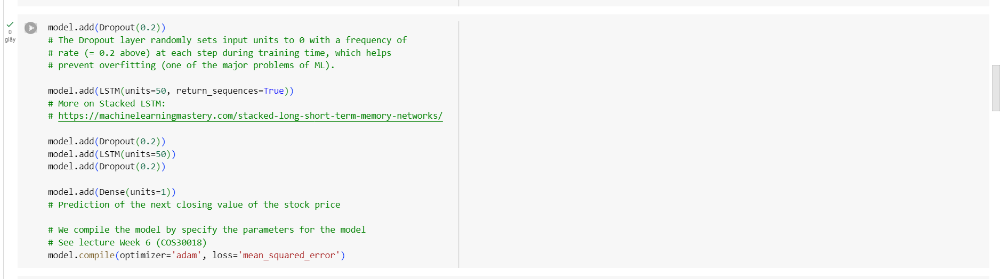 0
giây
model.add(Dropout(0.2))
# The Dropout layer randomly sets input units to 0 with a frequency of
# rate (= 0.2 above) at each step during training time, which helps
# prevent overfitting (one of the major problems of ML).
model.add(LSTM(units=50, return_sequences=True))
# More on Stacked LSTM:
# https://machinelearningmastery.com/stacked-long-short-term-memory-networks/
model.add(Dropout(0.2))
model.add(LSTM(units=50))
model.add(Dropout(0.2))
model.add(Dense(units=1))
# Prediction of the next closing value of the stock price
# We compile the model by specify the parameters for the model
# See lecture Week 6 (COS30018)
model.compile(optimizer='adam', loss='mean_squared_error')